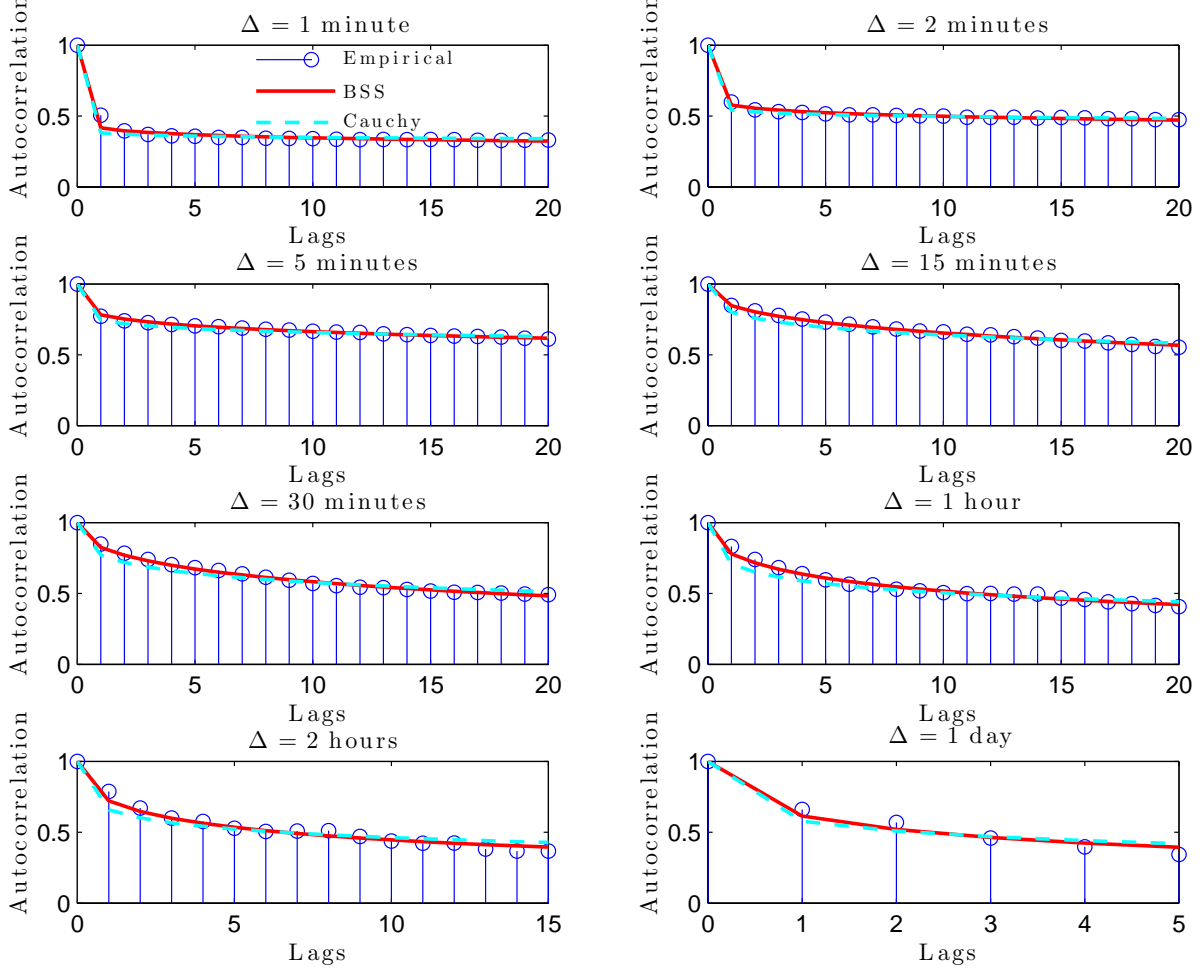 Δ = 1 minute
Autocorrelation
1
0.5
0
Empirical
BSS
Cauchy
0 5 10 15 20
Lags
Δ = 2 minutes
Autocorrelation
1
0.5
0
0 5 10 15 20
Lags
Δ = 5 minutes
Autocorrelation
1
0.5
0
0 5 10 15 20
Lags
Δ = 15 minutes
Autocorrelation
1
0.5
0
0 5 10 15 20
Lags
Δ = 30 minutes
Autocorrelation
1
0.5
0
0 5 10 15 20
Lags
Δ = 1 hour
Autocorrelation
1
0.5
0
0 5 10 15 20
Lags
Δ = 2 hours
Autocorrelation
1
0.5
0
0 5 10 15
Lags
Δ = 1 day
Autocorrelation
1
0.5
0
0 1 2 3 4 5
Lags